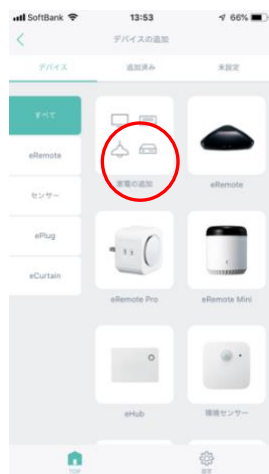 SoftBank 13:53 66%
デバイスの追加
デバイス 追加済み 未設定
すべて
eRemote
センサー
ePlug
eCurtain
家電の追加 eRemote
eRemote Pro eRemote Mini
eHub 環境センサー
TOP 設定